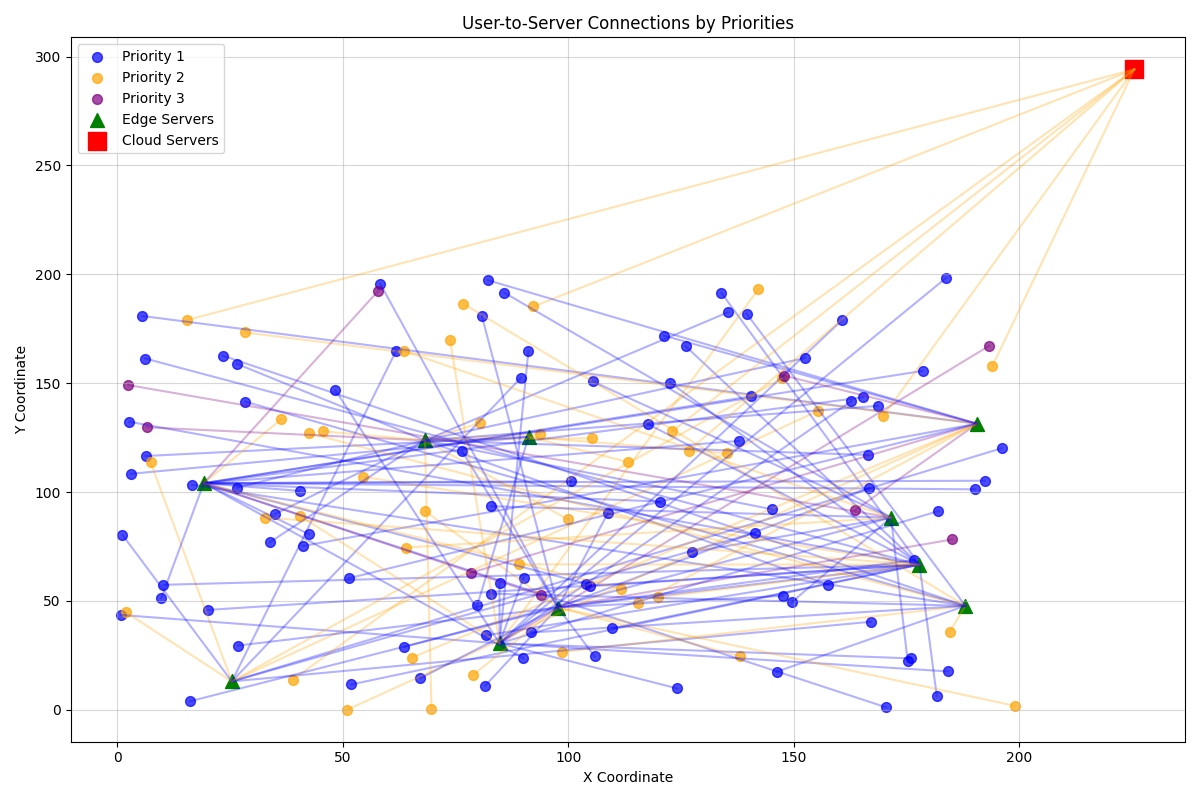 User-to-Server Connections by Priorities
Priority 1
Priority 2
Priority 3
Edge Servers
Cloud Servers
300
250
200
150
100
50
0
Y Coordinate
0 50 100 150 200
X Coordinate